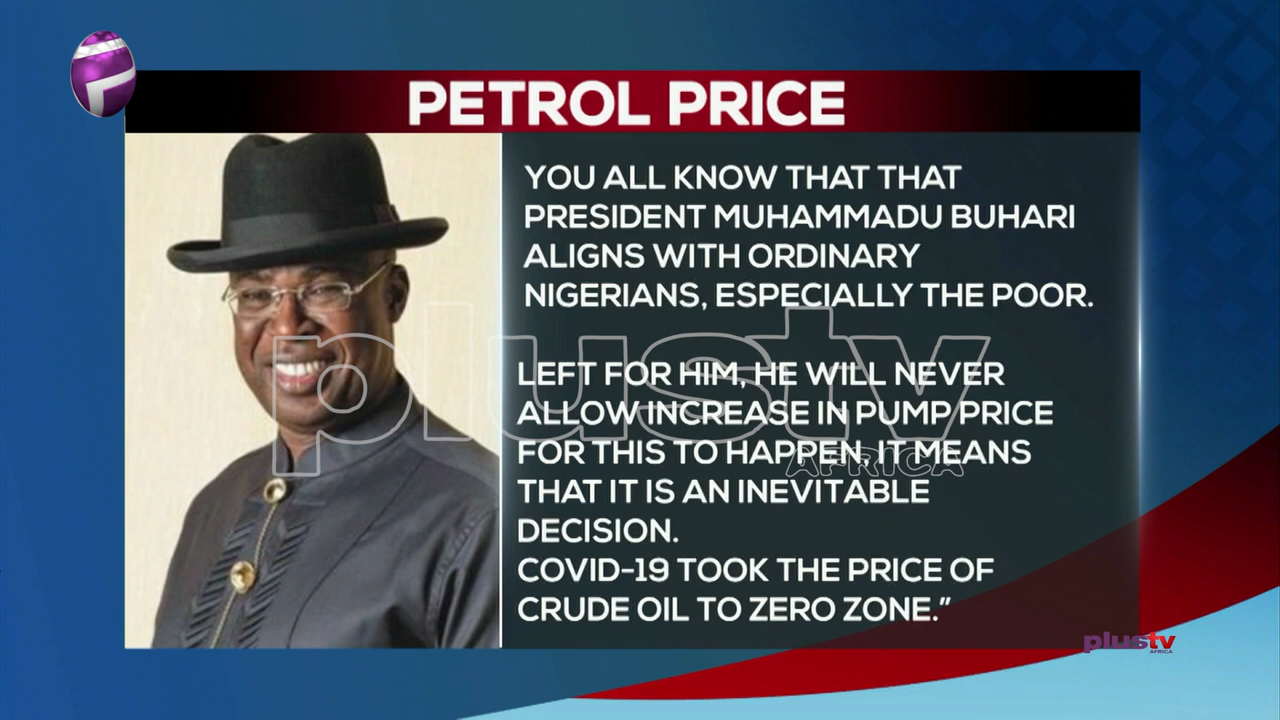 PETROL PRICE
YOU ALL KNOW THAT THAT
PRESIDENT MUHAMMADU BUHARI
ALIGNS WITH ORDINARY
NIGERIANS, ESPECIALLY THE POOR.
LEFT FOR HIM, HE WILL NEVER
ALLOW INCREASE IN PUMP PRICE
FOR THIS TO HAPPEN, IT MEANS
THAT IT IS AN INEVITABLE
DECISION.
COVID-19 TOOK THE PRICE OF
CRUDE OIL TO ZERO ZONE.”
plustv
AFRICA
plustv
AFRICA